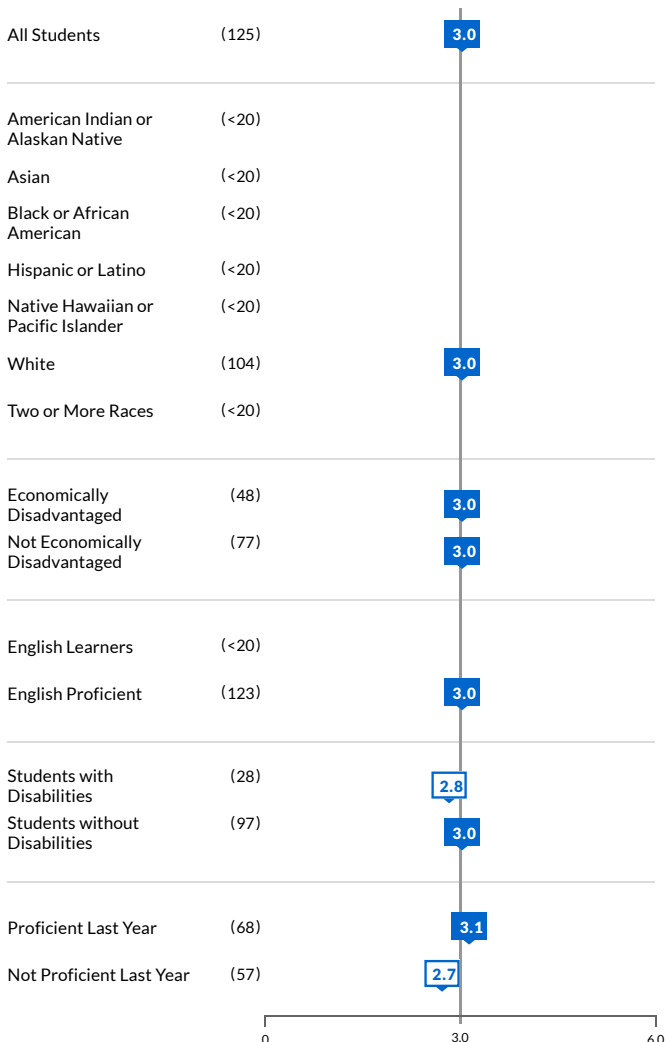 All Students (125) 3.0
American Indian or (<20)
Alaskan Native
Asian (<20)
Black or African (<20)
American
Hispanic or Latino (<20)
Native Hawaiian or (<20)
Pacific Islander
White (104) 3.0
Two or More Races (<20)
Economically (48) 3.0
Disadvantaged
Not Economically (77) 3.0
Disadvantaged
English Learners (<20)
English Proficient (123) 3.0
Students with (28) 2.8
Disabilities
Students without (97) 3.0
Disabilities
Proficient Last Year (68) 3.1
Not Proficient Last Year (57) 2.7
0 3.0 6.0